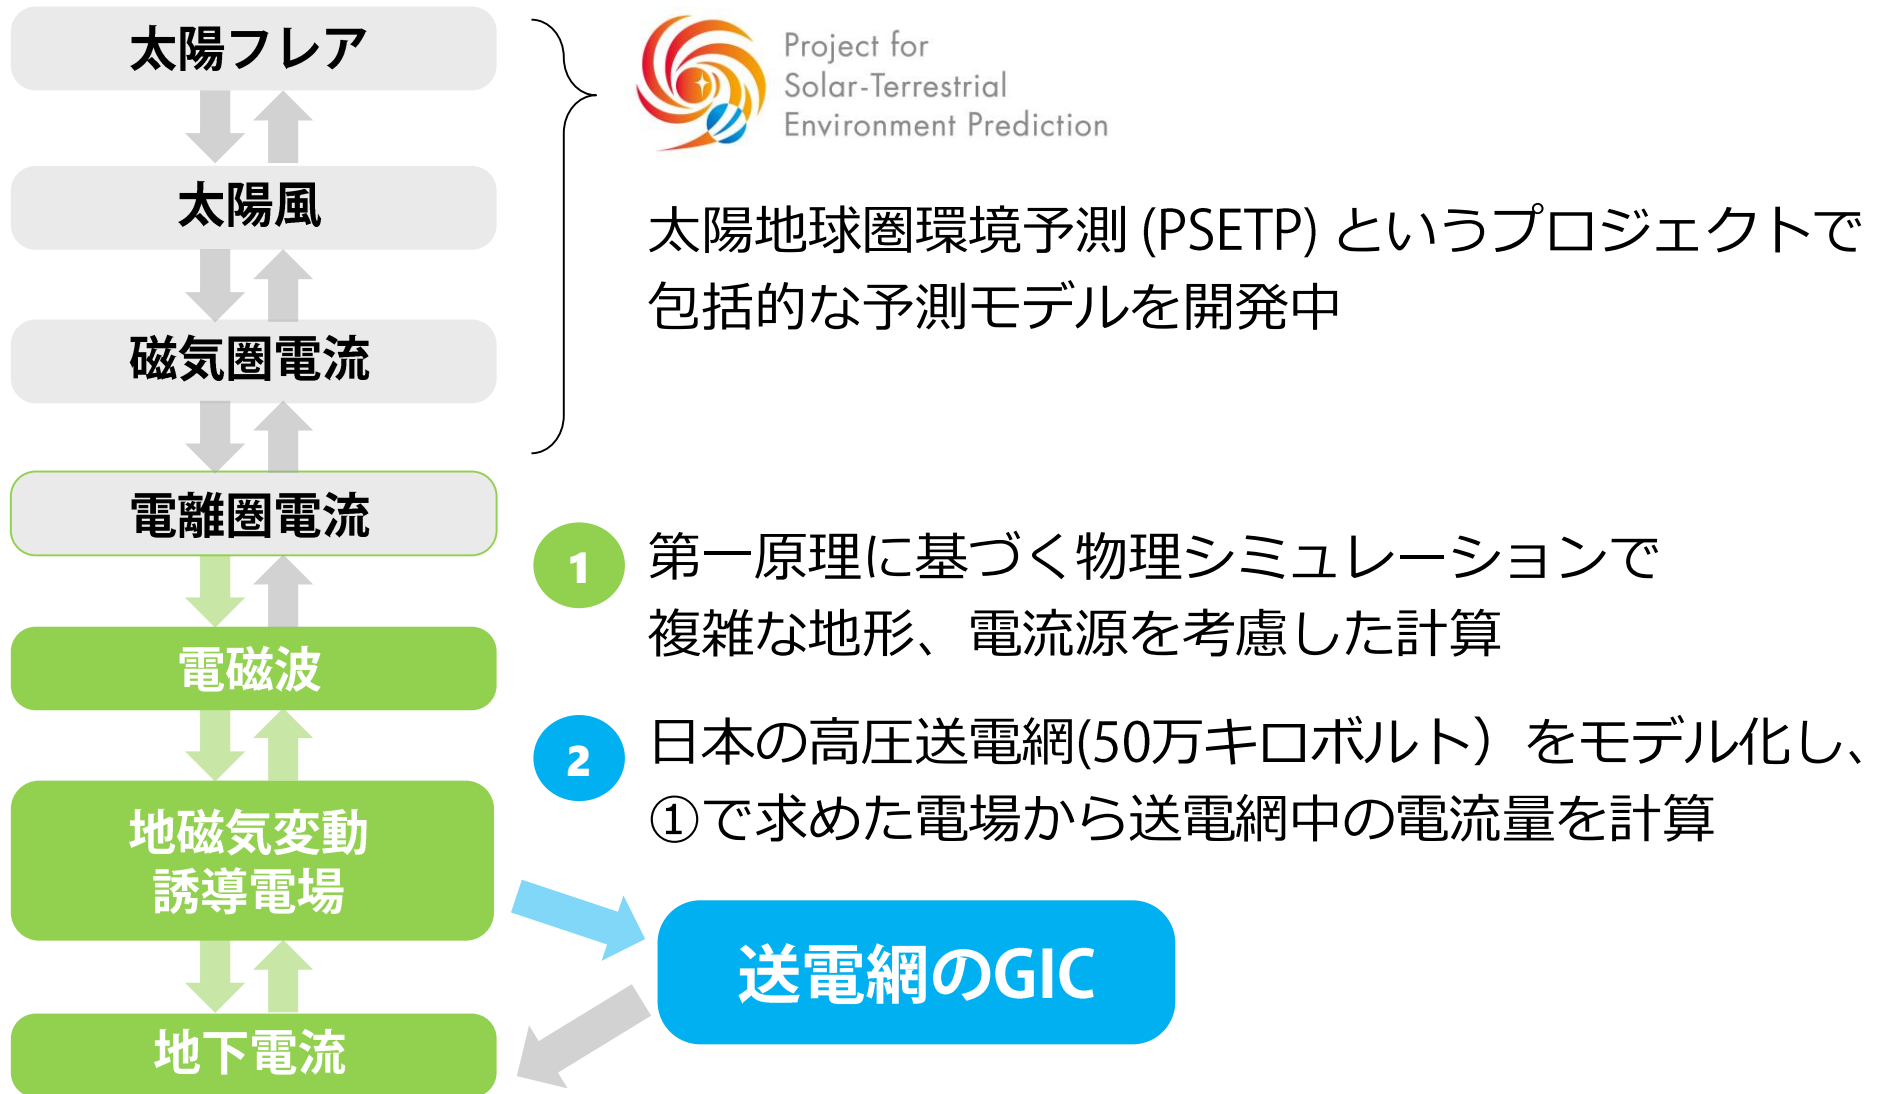 太陽フレア
太陽風
磁気圏電流
電離圏電流
電磁波
地磁気変動
誘導電場
地下電流
Project for
Solar-Terrestrial
Environment Prediction
太陽地球圏環境予測 (PSETP) というプロジェクトで
包括的な予測モデルを開発中
1
第一原理に基づく物理シミュレーションで
複雑な地形、電流源を考慮した計算
2
日本の高圧送電網(50万キロボルト）をモデル化し、
①で求めた電場から送電網中の電流量を計算
送電網のGIC